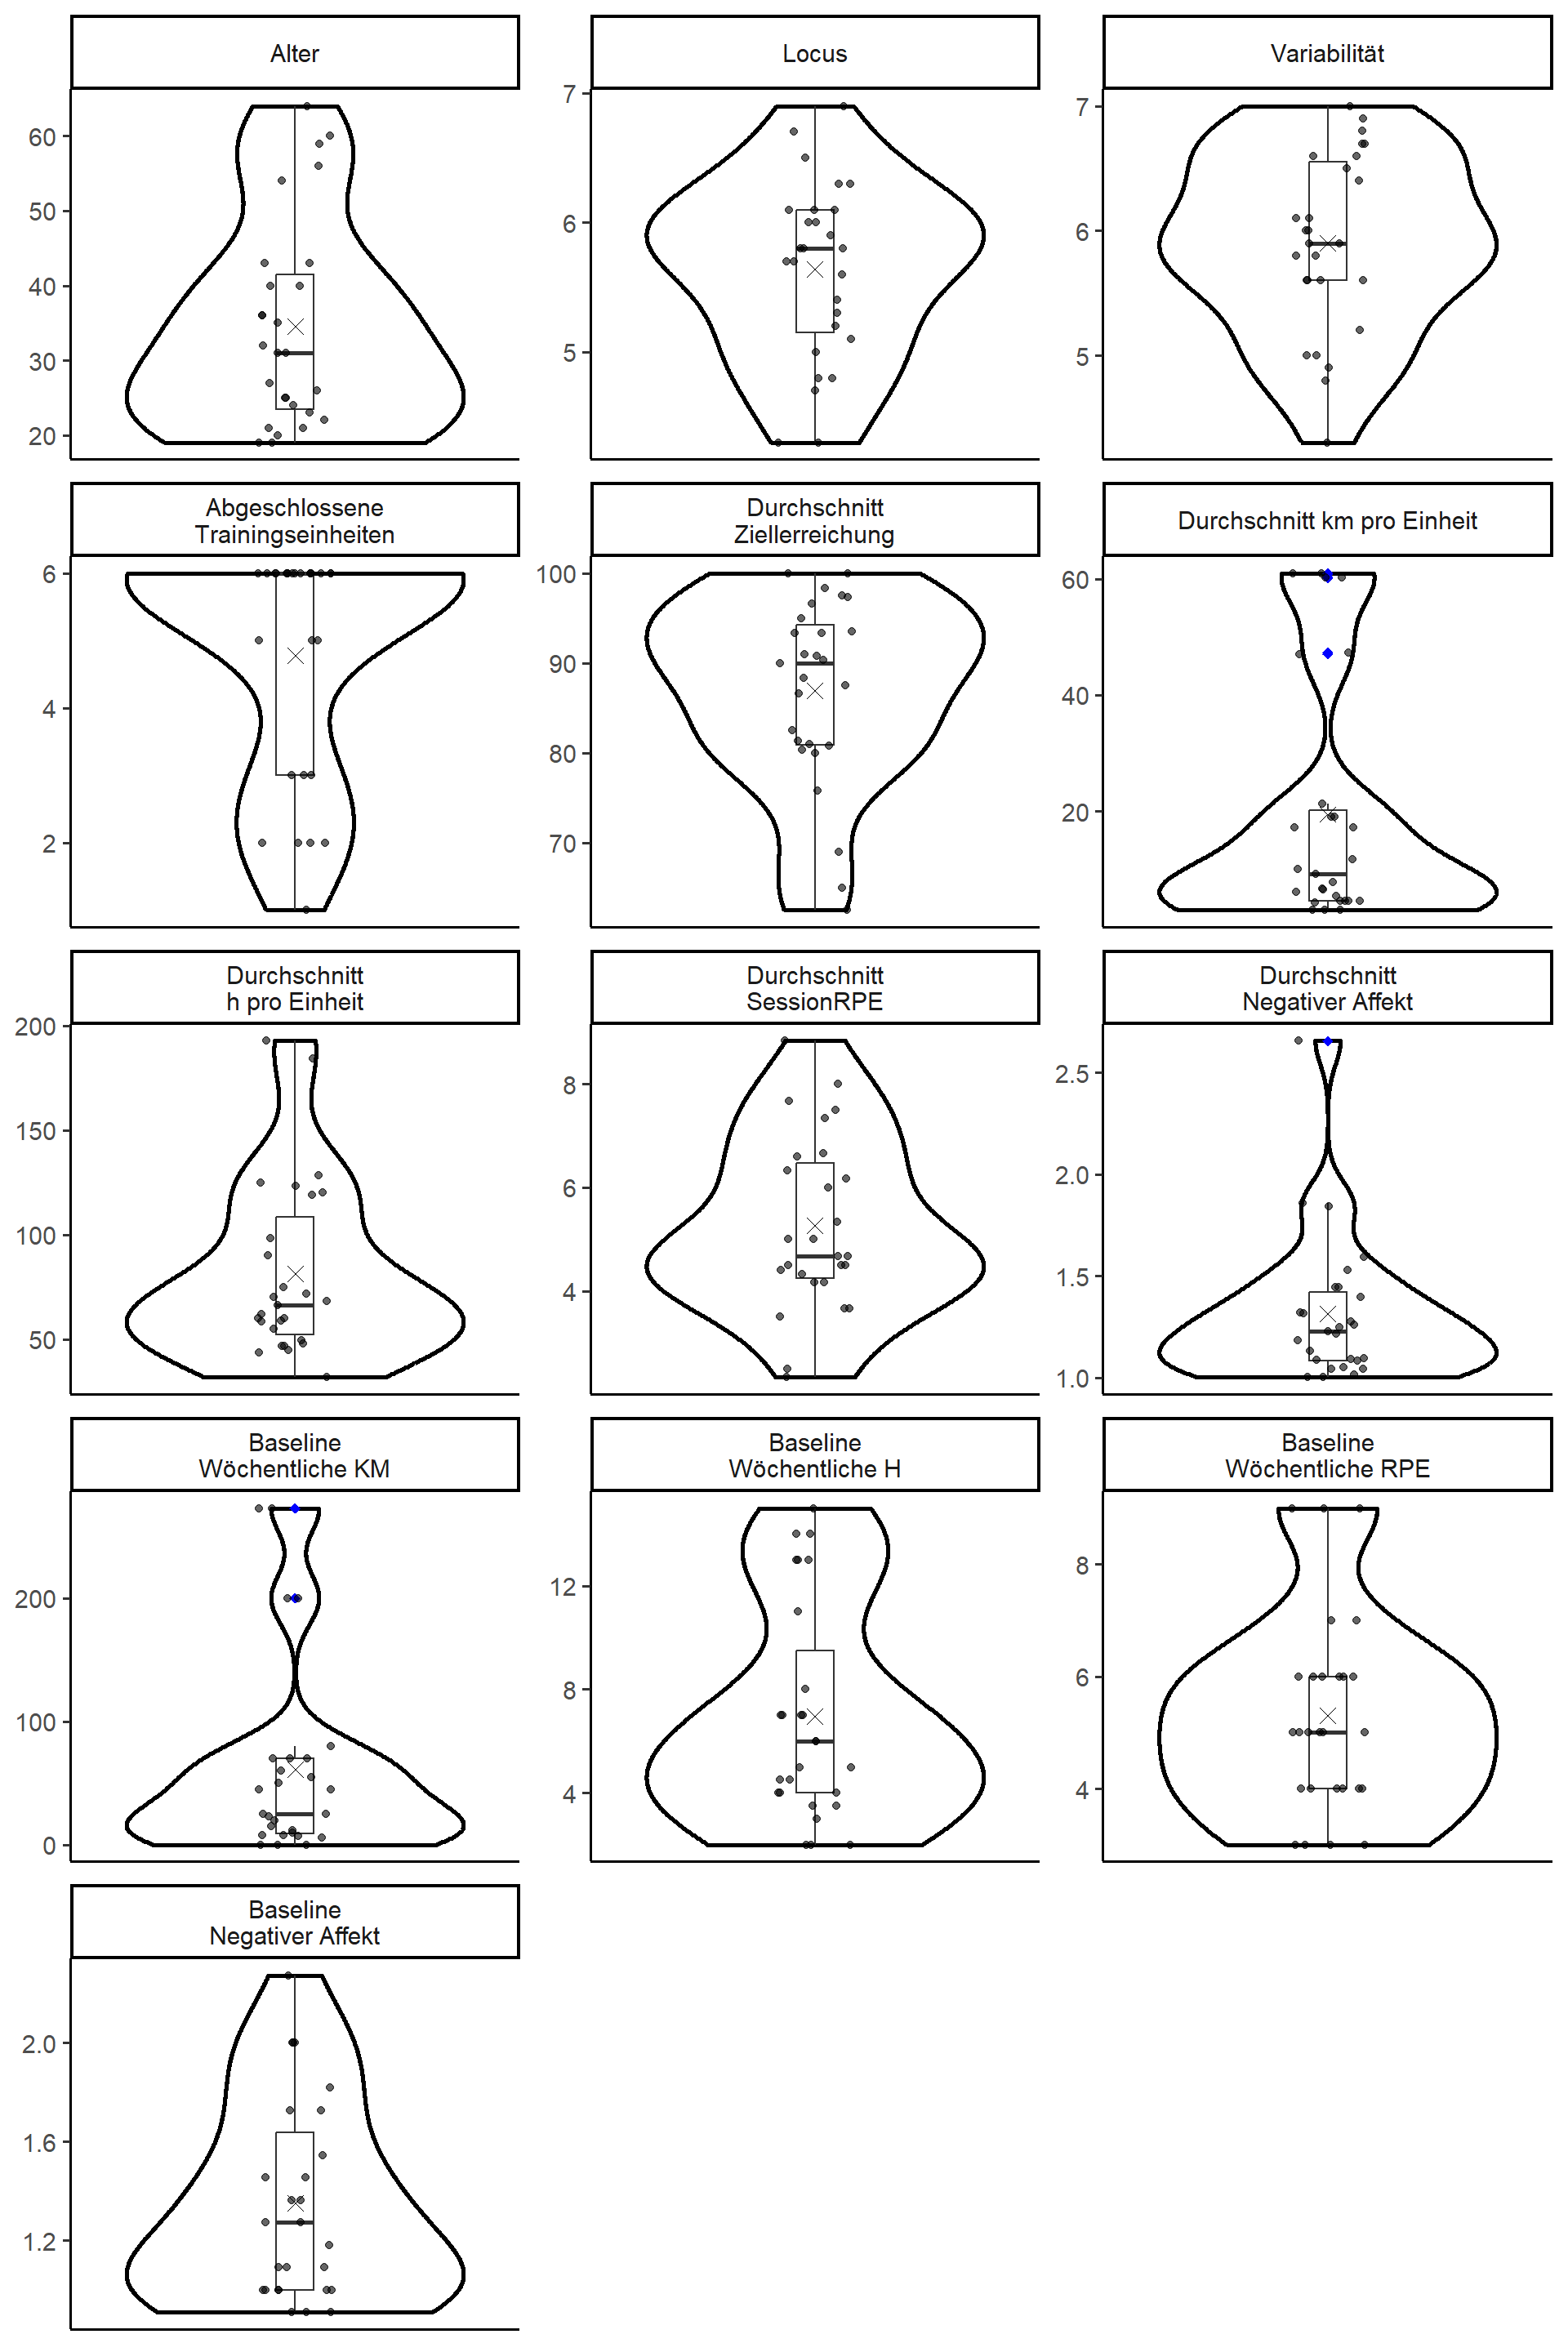 Alter
Locus
Variabilität
60
50
40
30
20
7
6
5
7
6
5
Abgeschlossene
Trainingseinheiten
Durchschnitt
Ziellerreichung
Durchschnitt km pro Einheit
6
4
2
100
90
80
70
60
40
20
Durchschnitt
h pro Einheit
Durchschnitt
SessionRPE
Durchschnitt
Negativer Affekt
200
150
100
50
8
6
4
2.5
2.0
1.5
1.0
Baseline
Wöchentliche KM
Baseline
Wöchentliche H
Baseline
Wöchentliche RPE
200
100
0
12
8
4
8
6
4
Baseline
Negativer Affekt
2.0
1.6
1.2